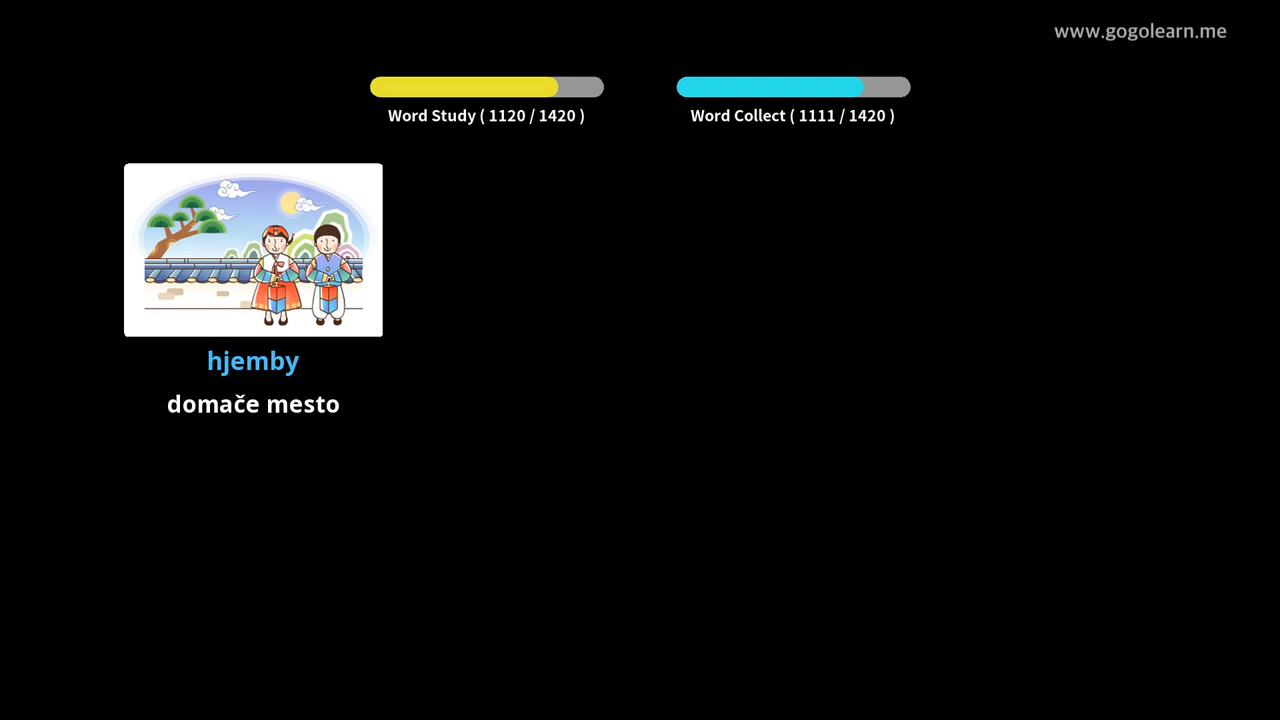 www.gogolearn.me
Word Study ( 1120 / 1420 )
Word Collect ( 1111 / 1420 )
hjemby
domače mesto